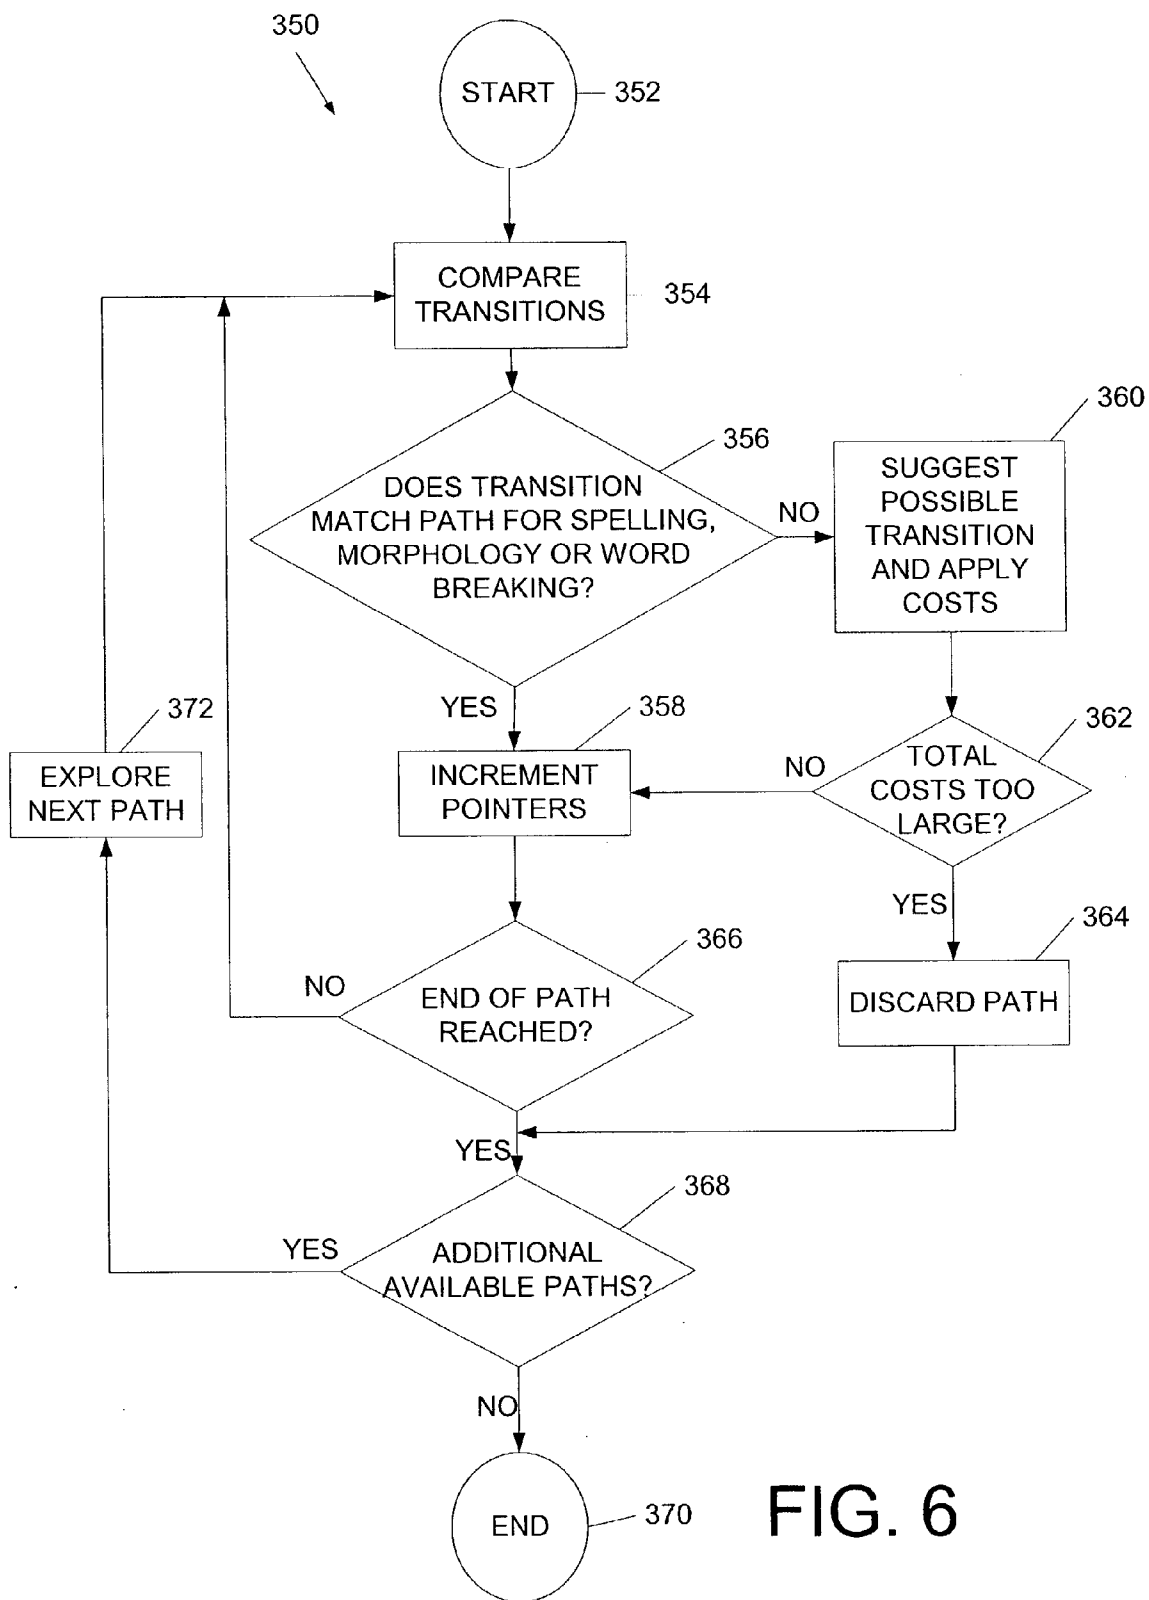 350
START
352
COMPARE
TRANSITIONS
354
356
DOES TRANSITION
MATCH PATH FOR SPELLING,
MORPHOLOGY OR WORD
BREAKING?
NO
360
SUGGEST
POSSIBLE
TRANSITION
AND APPLY
COSTS
YES
358
INCREMENT
POINTERS
NO
362
TOTAL
COSTS TOO
LARGE?
372
EXPLORE
NEXT PATH
YES
364
DISCARD PATH
366
NO
END OF PATH
REACHED?
YES
368
YES
ADDITIONAL
AVAILABLE PATHS?
NO
END
370
FIG. 6